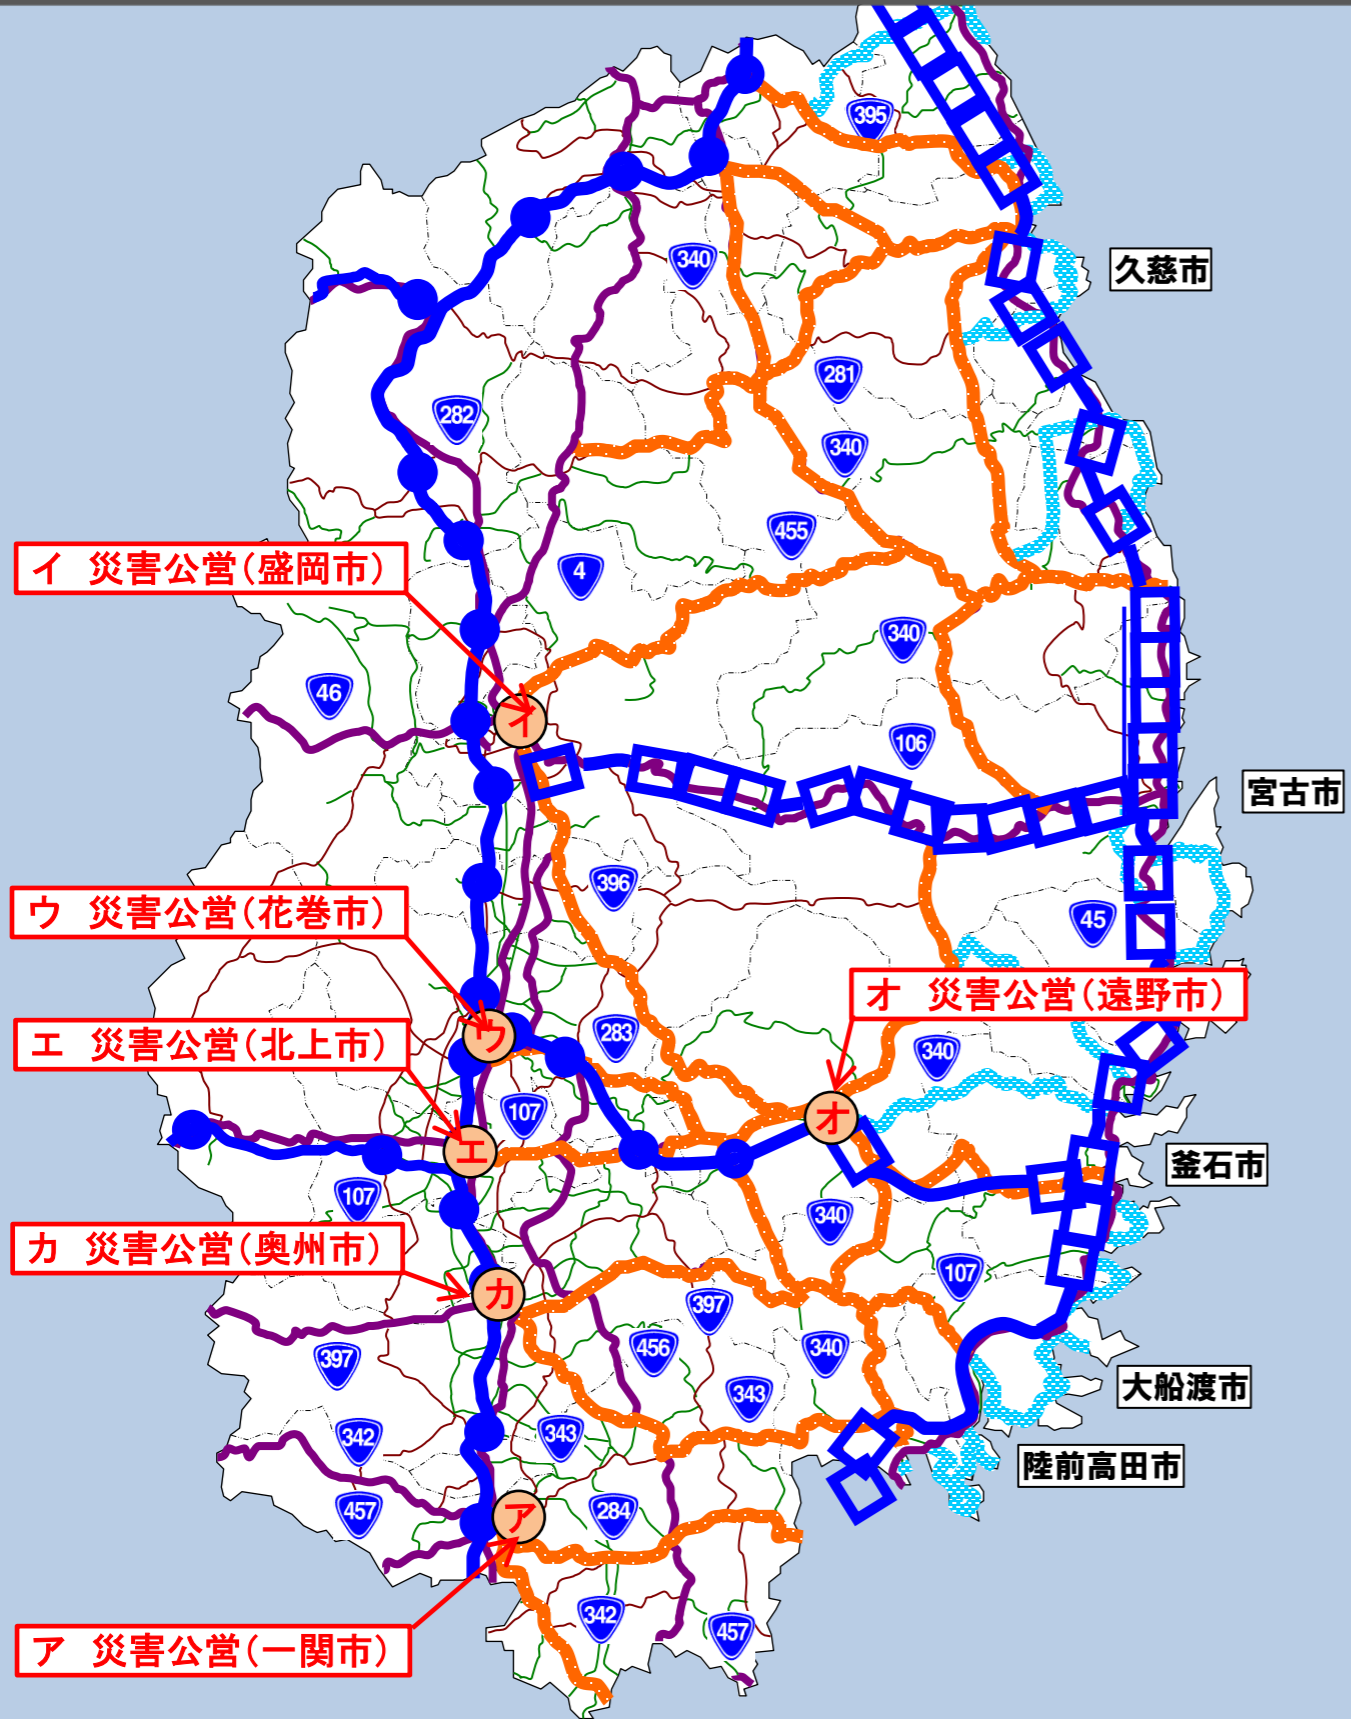 395
久慈市
340
281
282
340
455
イ 災害公営(盛岡市)
4
340
46
イ
106
宮古市
396
ウ 災害公営(花巻市)
45
オ 災害公営(遠野市)
ウ
283
エ 災害公営(北上市)
340
107
オ
エ
釜石市
107
340
カ 災害公営(奥州市)
107
カ
397
456
340
397
大船渡市
343
342
343
陸前高田市
457
ア
284
342
457
ア 災害公営(一関市)